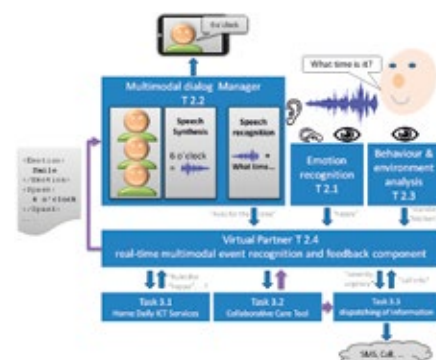 6 o'clock
What time is it?
Multimodal dialog Manager
T 2.2
Speech
Synthesis
6 o'clock
=
Speech
recognition
=
What time...
Emotion
recognition
T 2.1
Behaviour &
environment
analysis
T 2.3
<Emotion>
Smile
</Emotion>
<Speak>
6 o'clock
</Speak>
Virtual Partner T 2.4
real-time multimodal event recognition and feedback component
Task 3.1
Home Daily ICT Services
Task 3.2
Collaborative Care Tool
Task 3.3
dispatching of information
SMS, Call, ...